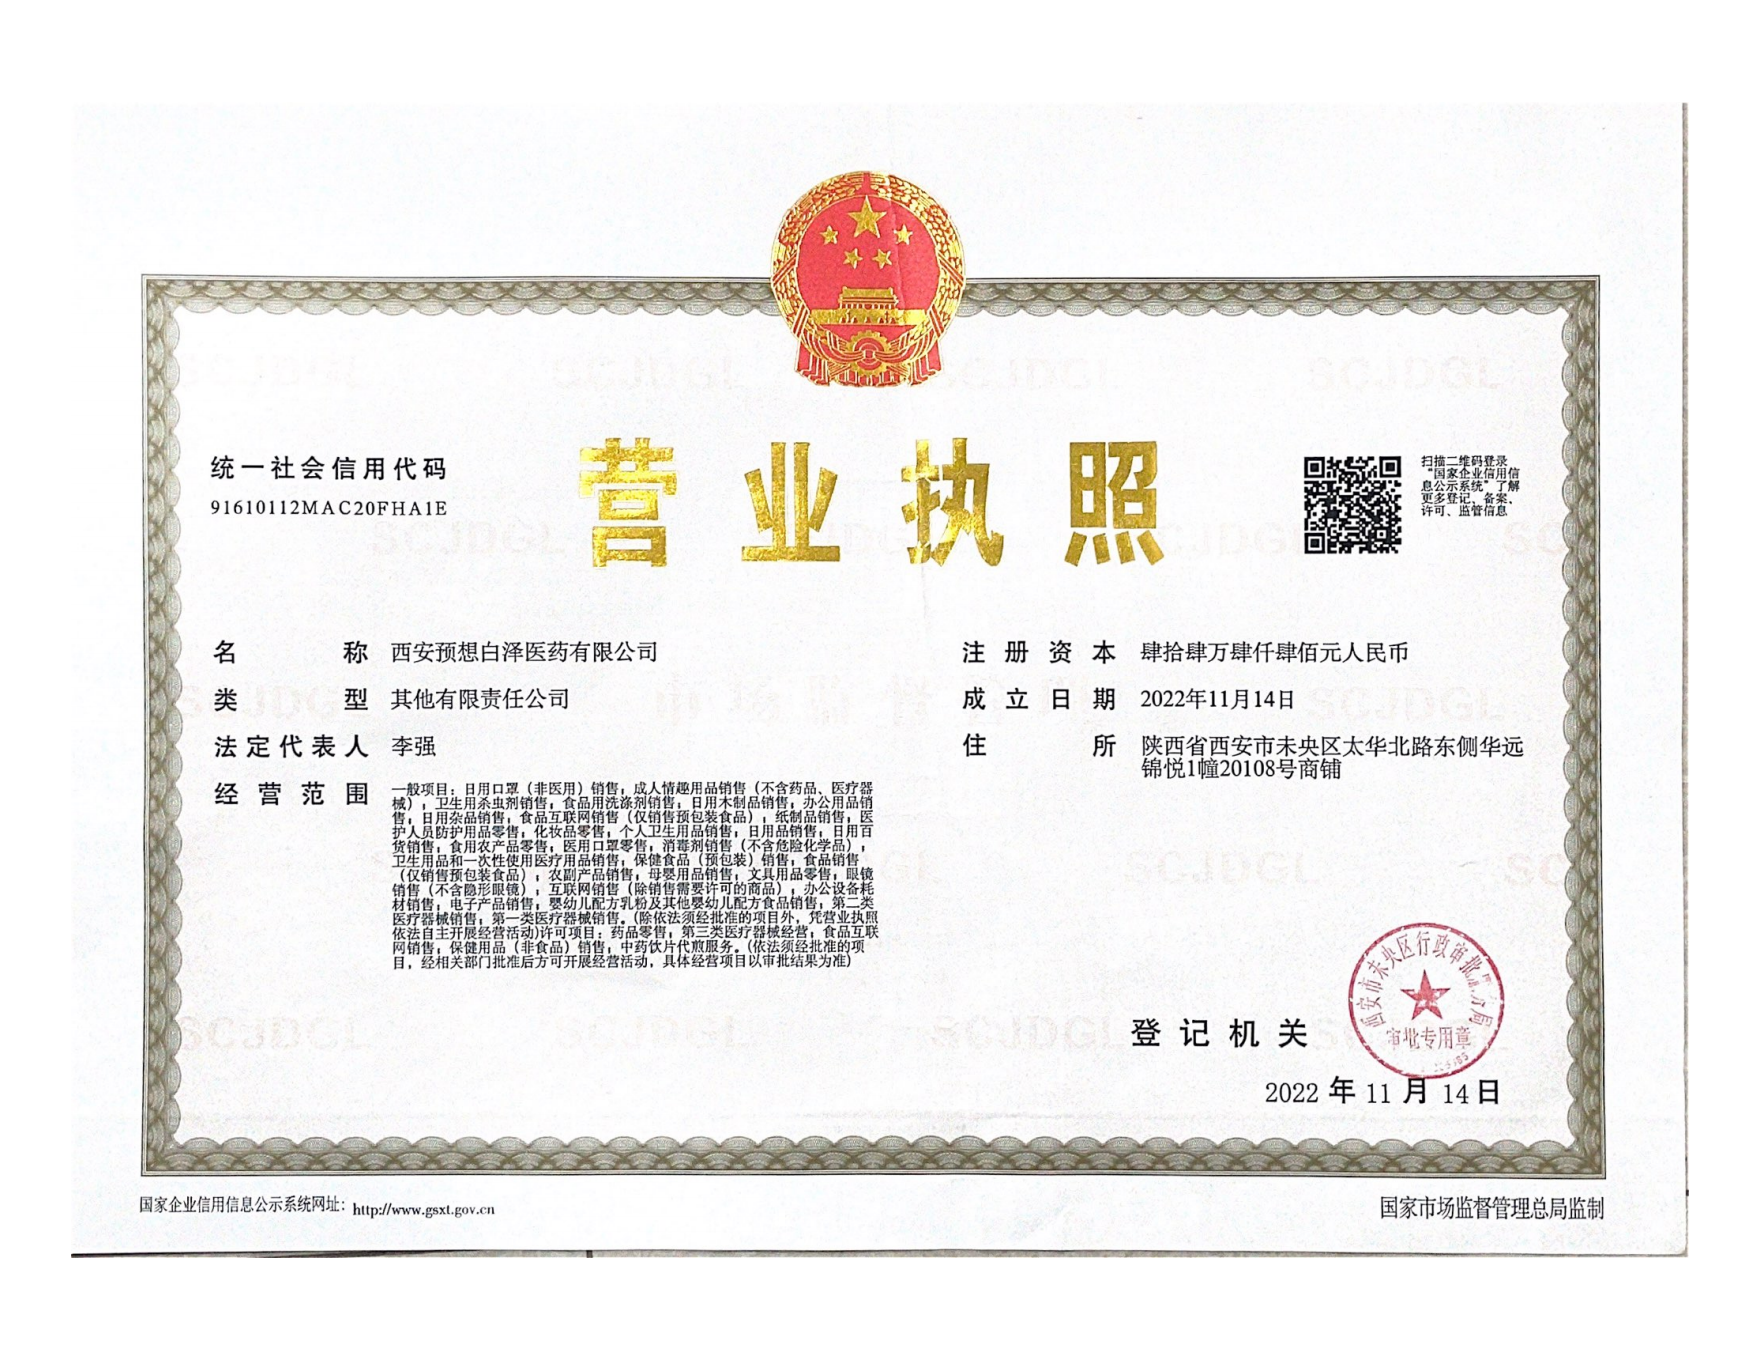 统一社会信用代码
91610112MAC20FHA1E
营业执照
扫描二维码登录
“国家企业信用信
息公示系统”了解
更多登记、备案、
许可、监管信息
名称 西安预想白泽医药有限公司
类型 其他有限责任公司
法定代表人 李强
经营范围 一般项目：日用口罩（非医用）销售；成人情趣用品销售（不含药品、医疗器
械）；卫生用杀虫剂销售；食品用洗涤剂销售；日用木制品销售；办公用品销
售；日用杂品销售；食品互联网销售（仅销售预包装食品）；纸制品销售；医
护人员防护用品零售；化妆品零售；个人卫生用品销售；日用品销售；日用百
货销售；食用农产品零售；医用口罩零售；消毒剂销售（不含危险化学品）；
卫生用品和一次性使用医疗用品销售；保健食品（预包装）销售；食品销售
（仅销售预包装食品）；农副产品销售；母婴用品销售；文具用品零售；眼镜
销售（不含隐形眼镜）；互联网销售（除销售需要许可的商品）；办公设备耗
材销售；电子产品销售；婴幼儿配方乳粉及其他婴幼儿配方食品销售；第二类
医疗器械销售；第一类医疗器械销售。(除依法须经批准的项目外，凭营业执照
依法自主开展经营活动)许可项目：药品零售；第三类医疗器械经营；食品互联
网销售；保健用品（非食品）销售；中药饮片代煎服务。(依法须经批准的项
目，经相关部门批准后方可开展经营活动，具体经营项目以审批结果为准)
注册资本 肆拾肆万肆仟肆佰元人民币
成立日期 2022年11月14日
住所 陕西省西安市未央区太华北路东侧华远
锦悦1幢20108号商铺
登记机关
西安市未央区行政审批服务局
审批专用章
2022年11月14日
国家企业信用信息公示系统网址：http://www.gsxt.gov.cn
国家市场监督管理总局监制